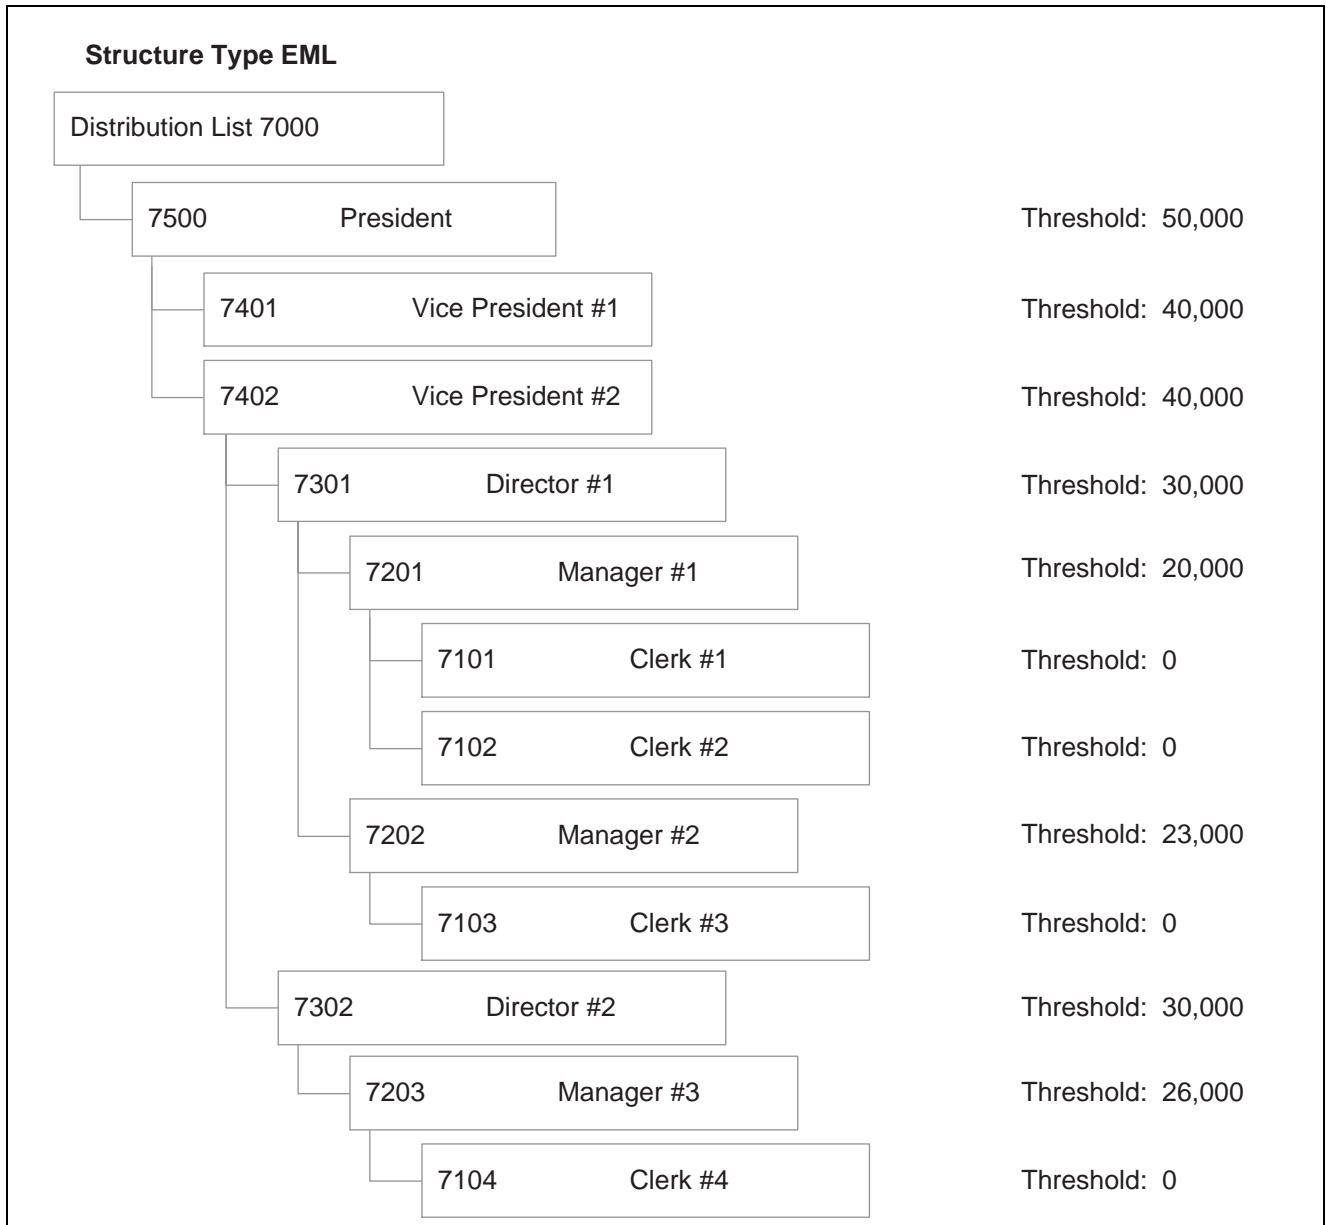 Structure Type EML
Distribution List 7000
7500 President Threshold: 50,000
7401 Vice President #1 Threshold: 40,000
7402 Vice President #2 Threshold: 40,000
7301 Director #1 Threshold: 30,000
7201 Manager #1 Threshold: 20,000
7101 Clerk #1 Threshold: 0
7102 Clerk #2 Threshold: 0
7202 Manager #2 Threshold: 23,000
7103 Clerk #3 Threshold: 0
7302 Director #2 Threshold: 30,000
7203 Manager #3 Threshold: 26,000
7104 Clerk #4 Threshold: 0